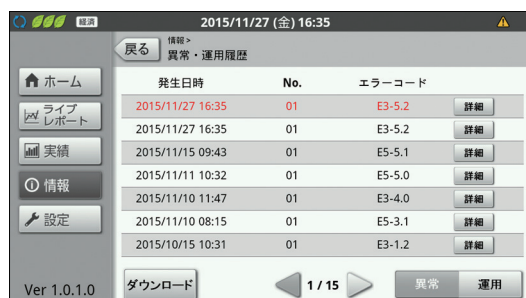 経済 2015/11/27 (金) 16:35
戻る
情報>
異常・運用履歴
ホーム
ライブ
レポート
実績
情報
設定
Ver 1.0.1.0
発生日時 No. エラーコード
2015/11/27 16:35 01 E3-5.2 詳細
2015/11/27 16:35 01 E3-5.2 詳細
2015/11/15 09:43 01 E5-5.1 詳細
2015/11/11 10:32 01 E5-5.0 詳細
2015/11/10 11:47 01 E3-4.0 詳細
2015/11/10 08:15 01 E5-3.1 詳細
2015/10/15 10:31 01 E3-1.2 詳細
ダウンロード 1 / 15 異常 運用